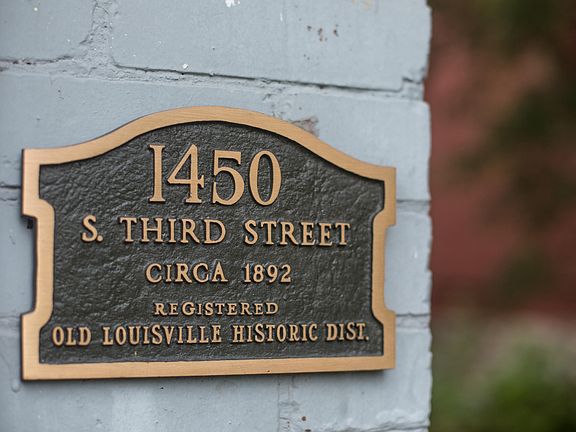 1450
S. THIRD STREET
CIRCA 1892
REGISTERED
OLD LOUISVILLE HISTORIC DIST.